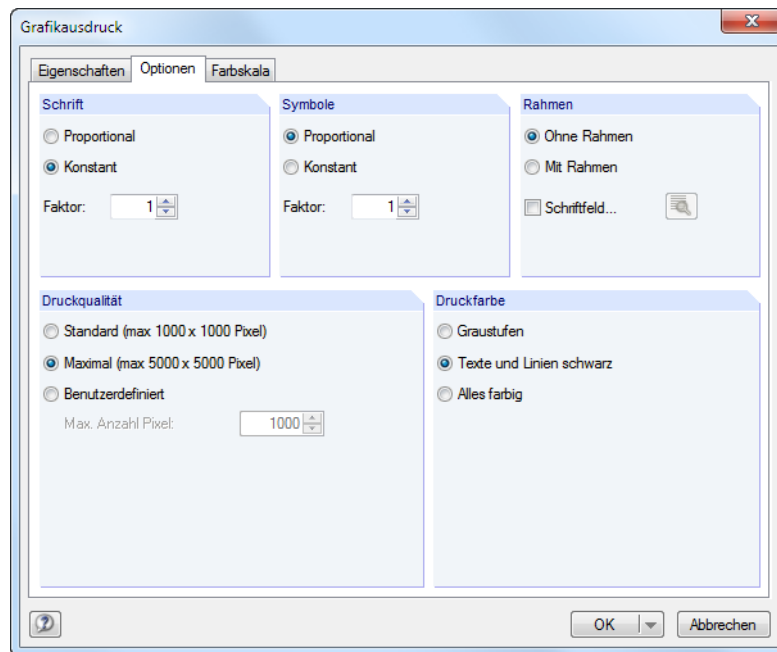 Grafikausdruck
Eigenschaften Optionen Farbskala
Schrift
Proportional
Konstant
Faktor: 1
Symbole
Proportional
Konstant
Faktor: 1
Rahmen
Ohne Rahmen
Mit Rahmen
Schriftfeld...
Druckqualität
Standard (max 1000 x 1000 Pixel)
Maximal (max 5000 x 5000 Pixel)
Benutzerdefiniert
Max. Anzahl Pixel: 1000
Druckfarbe
Graustufen
Texte und Linien schwarz
Alles farbig
OK Abbrechen